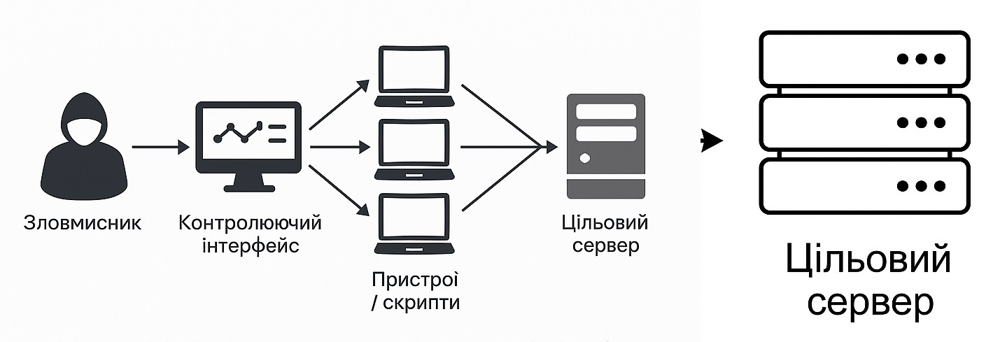 Зловмисник
Контролюючий
інтерфейс
Пристрої
/ скрипти
Цільовий
сервер
Цільовий
сервер